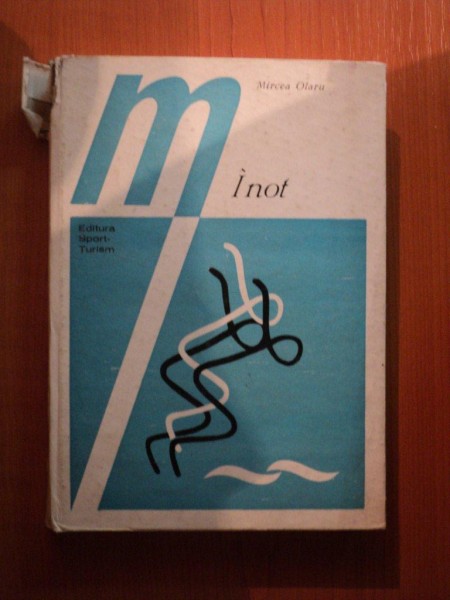 Mircea Olaru
m
Înot
Editura
Sport-
Turism